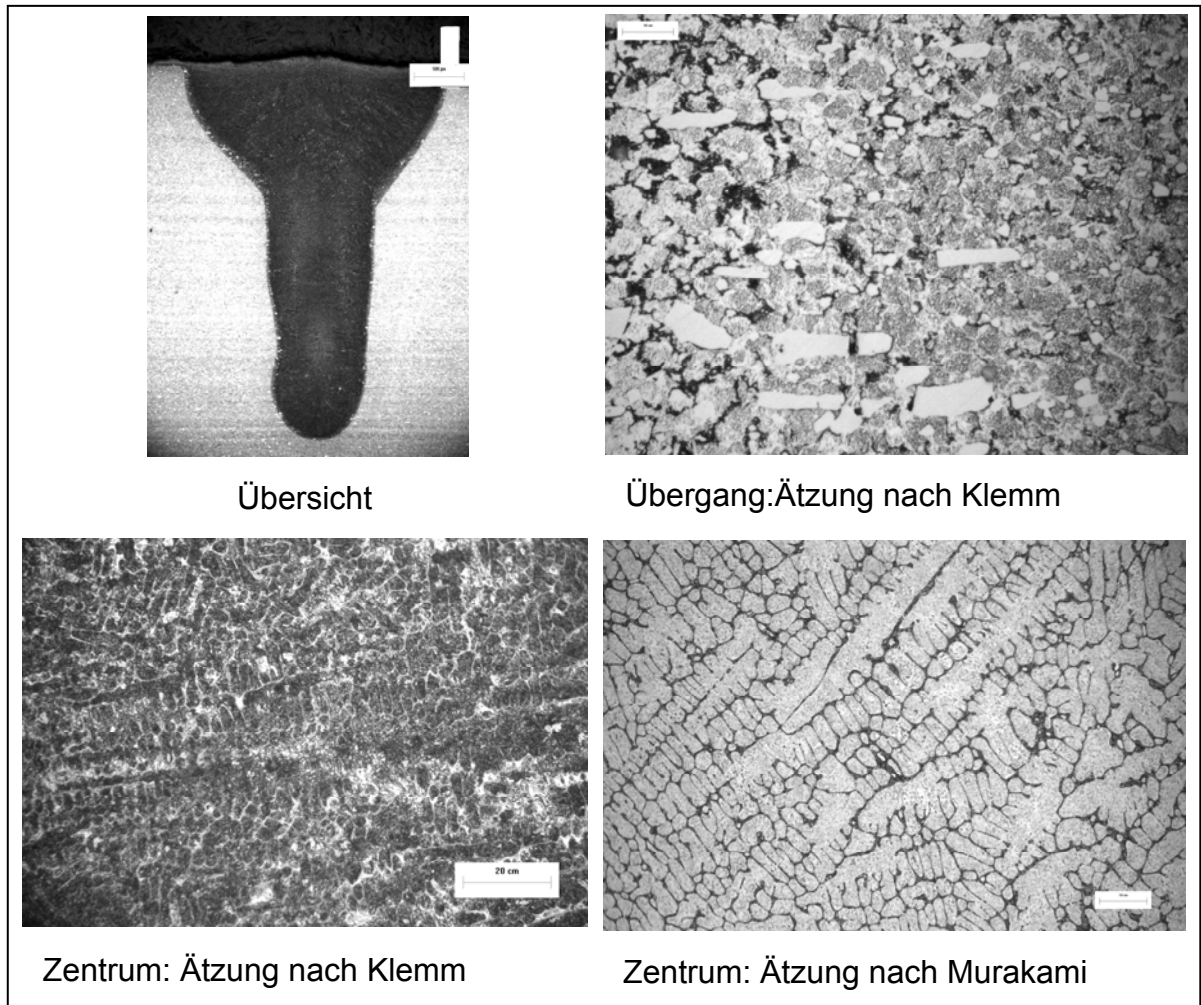 Übersicht
Übergang:Ätzung nach Klemm
20 cm
Zentrum: Ätzung nach Klemm
Zentrum: Ätzung nach Murakami